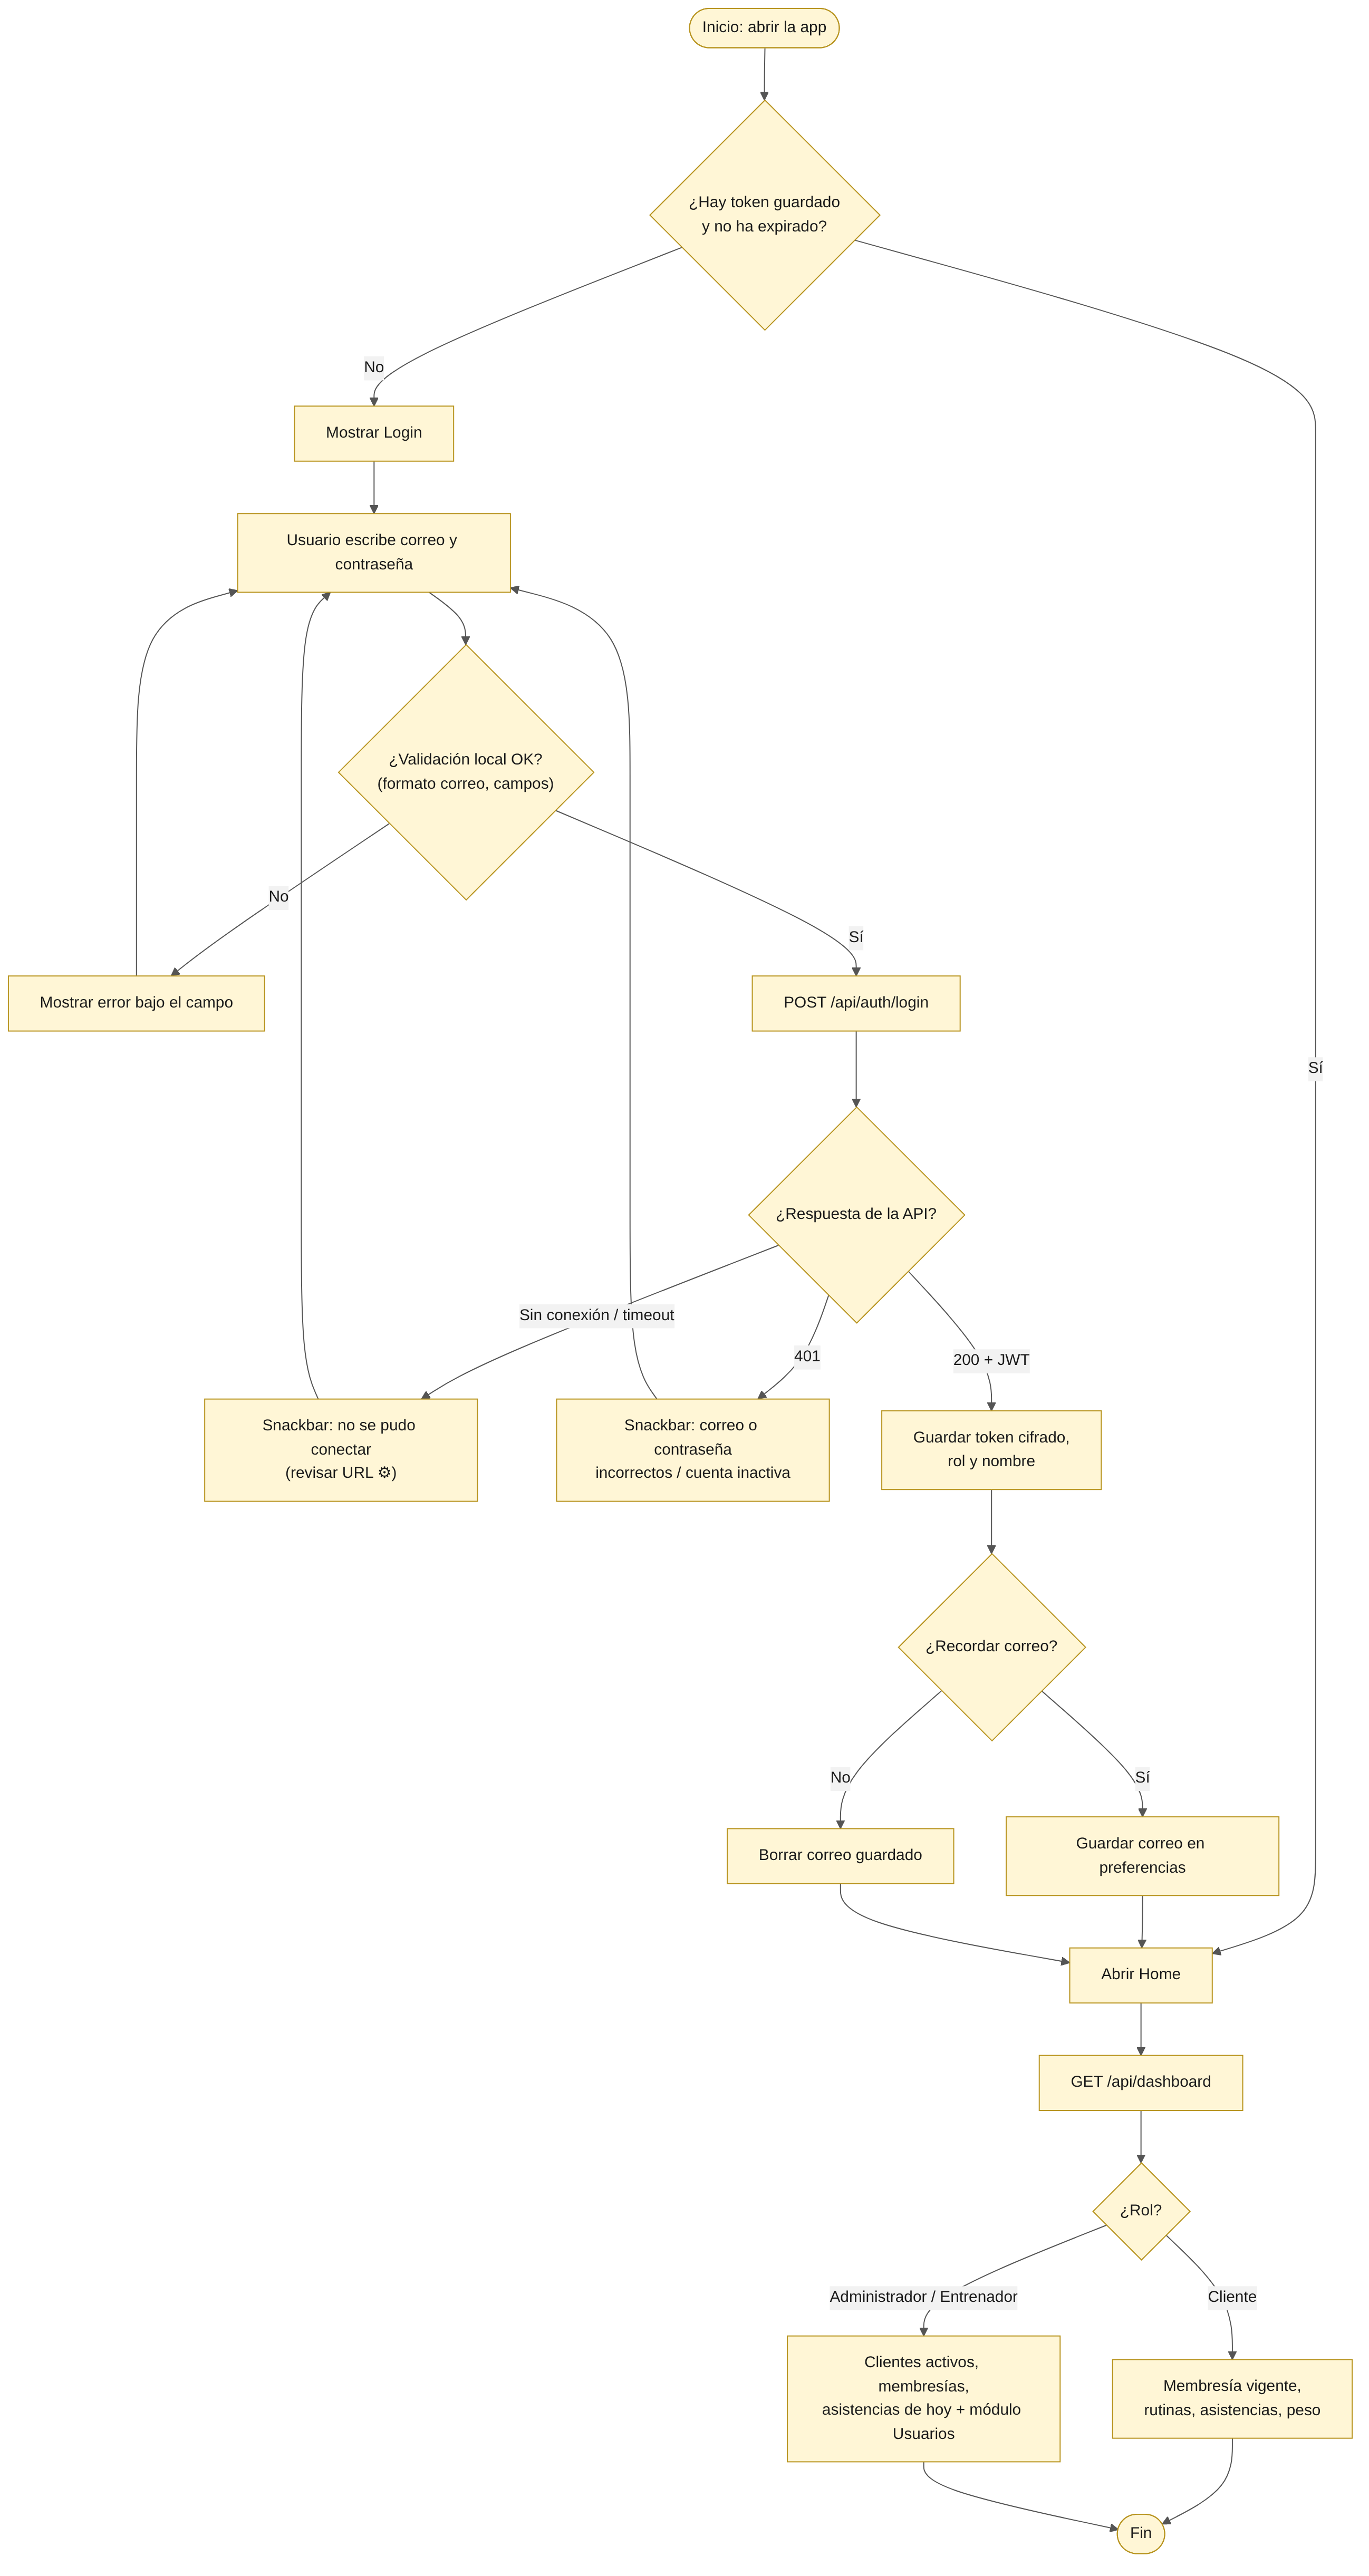 Inicio: abrir la app
¿Hay token guardado
y no ha expirado?
No
Mostrar Login
Usuario escribe correo y
contraseña
¿Validación local OK?
(formato correo, campos)
No
Sí
Mostrar error bajo el campo
POST /api/auth/login
Sí
¿Respuesta de la API?
Sin conexión / timeout
401
200 + JWT
Snackbar: no se pudo
conectar
(revisar URL ⚙)
Snackbar: correo o
contraseña
incorrectos / cuenta inactiva
Guardar token cifrado,
rol y nombre
¿Recordar correo?
No
Sí
Borrar correo guardado
Guardar correo en
preferencias
Abrir Home
GET /api/dashboard
¿Rol?
Administrador / Entrenador
Cliente
Clientes activos,
membresías,
asistencias de hoy + módulo
Usuarios
Membresía vigente,
rutinas, asistencias, peso
Fin